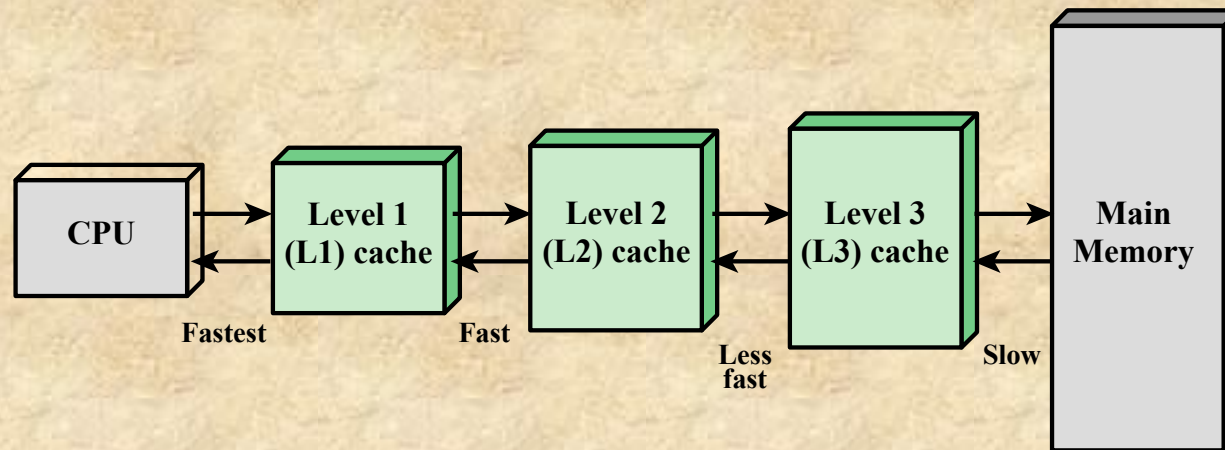 CPU
Level 1
(L1) cache
Level 2
(L2) cache
Level 3
(L3) cache
Main
Memory
Fastest
Fast
Less
fast
Slow